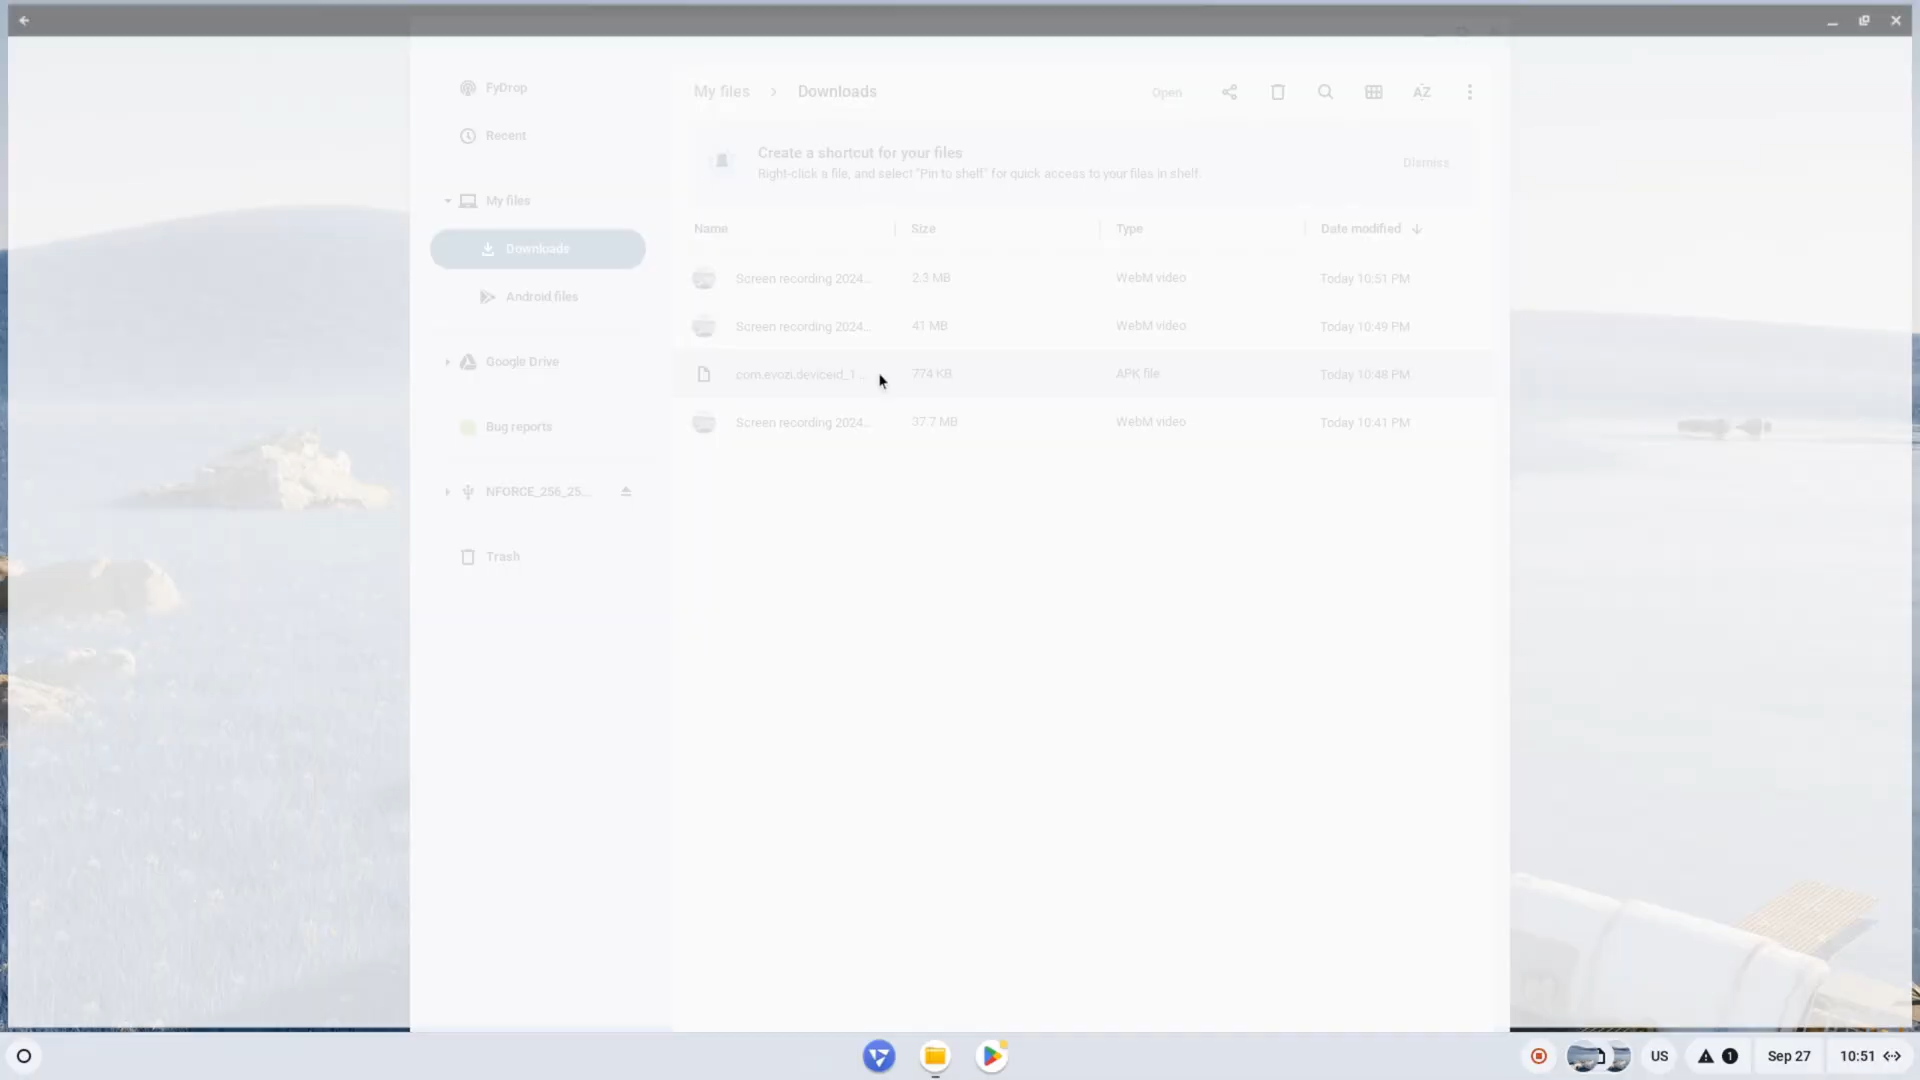 FyDrop
Recent
My files
Downloads
Android files
Google Drive
Bug reports
NFORCE_256_25...
Trash
My files > Downloads
Open
AZ
Create a shortcut for your files
Right-click a file, and select "Pin to shelf" for quick access to your files in shelf.
Dismiss
Name Size Type Date modified
Screen recording 2024... 2.3 MB WebM video Today 10:51 PM
Screen recording 2024... 41 MB WebM video Today 10:49 PM
com.evozi.deviceid_1... 774 KB APK file Today 10:48 PM
Screen recording 2024... 37.7 MB WebM video Today 10:41 PM
US
1
Sep 27
10:51